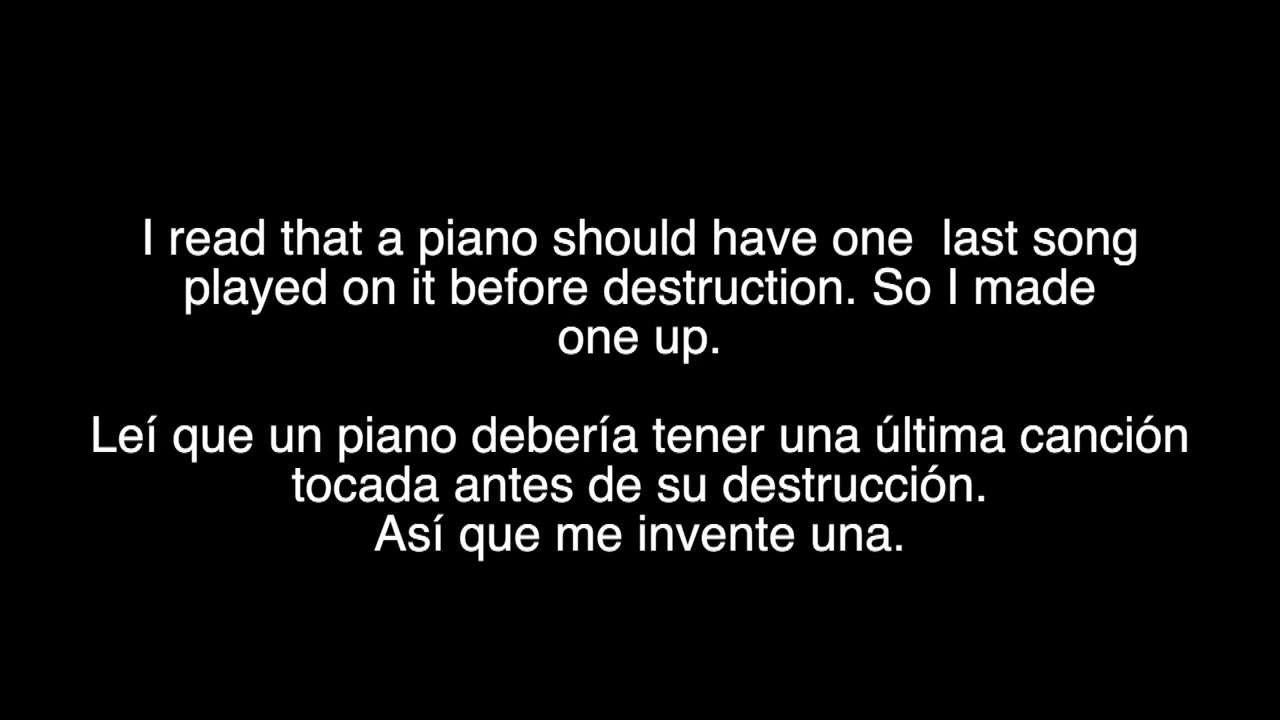 I read that a piano should have one  last song
played on it before destruction. So I made
one up.
Leí que un piano debería tener una última canción
tocada antes de su destrucción.
Así que me invente una.